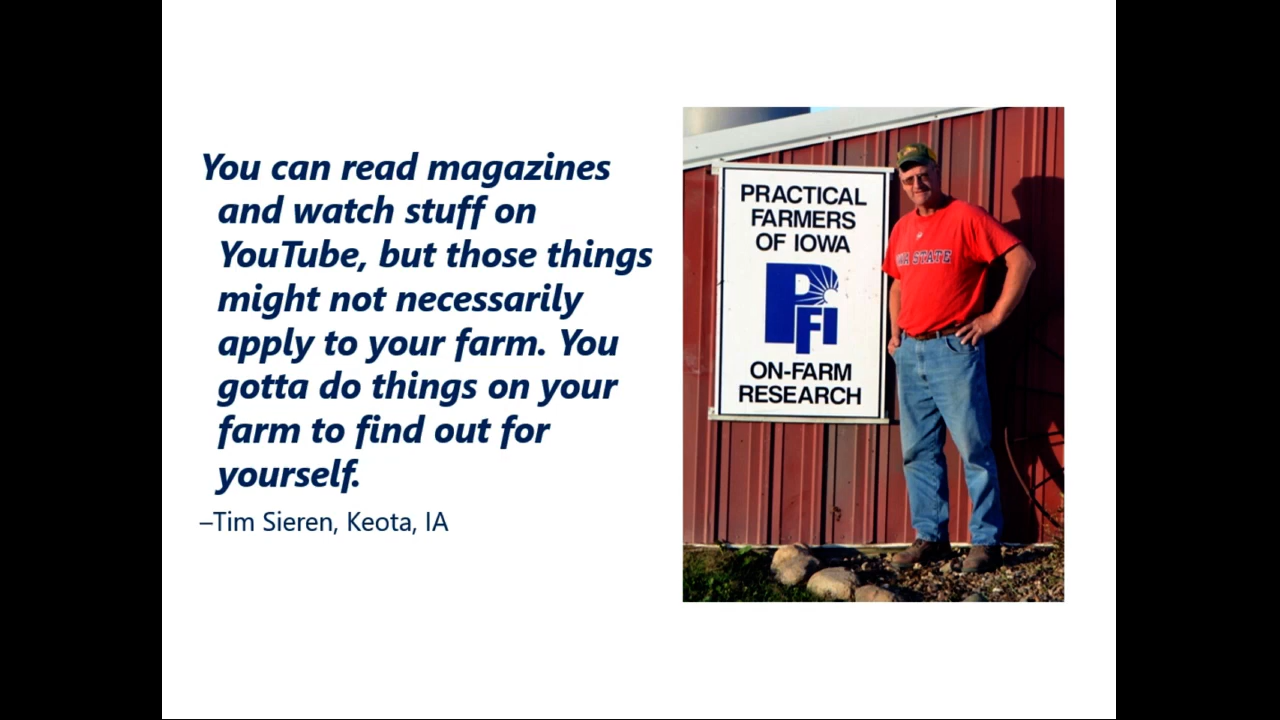 You can read magazines
and watch stuff on
YouTube, but those things
might not necessarily
apply to your farm. You
gotta do things on your
farm to find out for
yourself.
–Tim Sieren, Keota, IA
PRACTICAL
FARMERS
OF IOWA
PFI
ON-FARM
RESEARCH
STATE